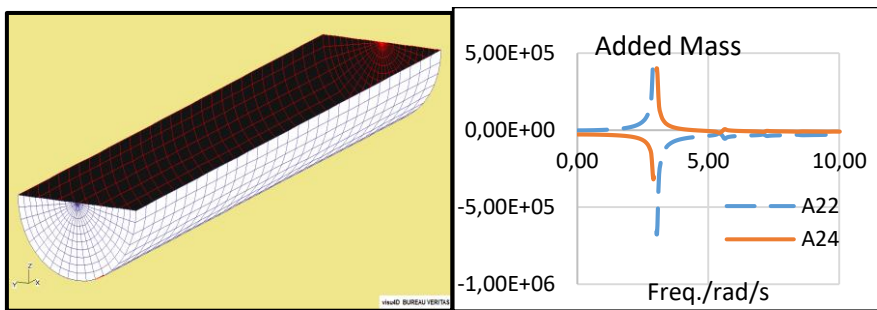 Z
Y X
visu4D BUREAU VERITAS
Added Mass
5,00E+05
0,00E+00
0,00 5,00 10,00
-5,00E+05
A22
A24
-1,00E+06
Freq./rad/s